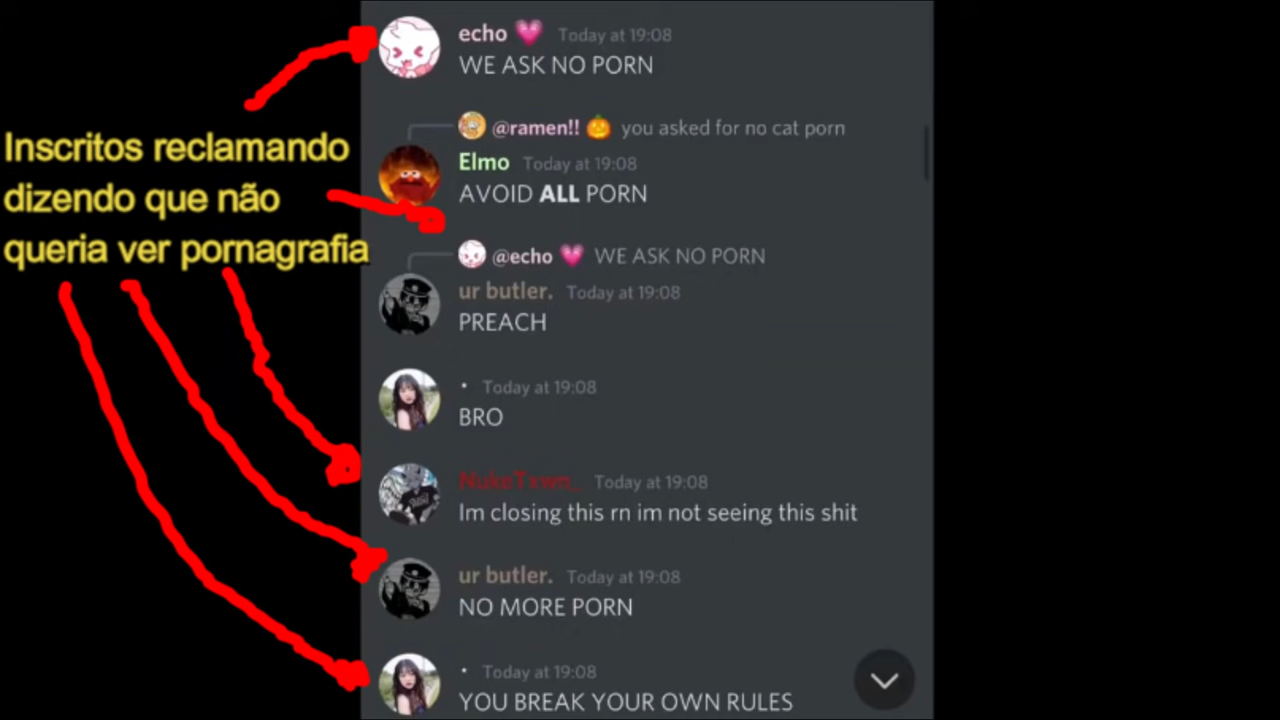 echo 💗 Today at 19:08
WE ASK NO PORN
@ramen!! 🎃 you asked for no cat porn
Elmo Today at 19:08
AVOID ALL PORN
@echo 💗 WE ASK NO PORN
ur butler. Today at 19:08
PREACH
· Today at 19:08
BRO
NukeTxwn_ Today at 19:08
Im closing this rn im not seeing this shit
ur butler. Today at 19:08
NO MORE PORN
· Today at 19:08
YOU BREAK YOUR OWN RULES
Inscritos reclamando
dizendo que não
queria ver pornagrafia